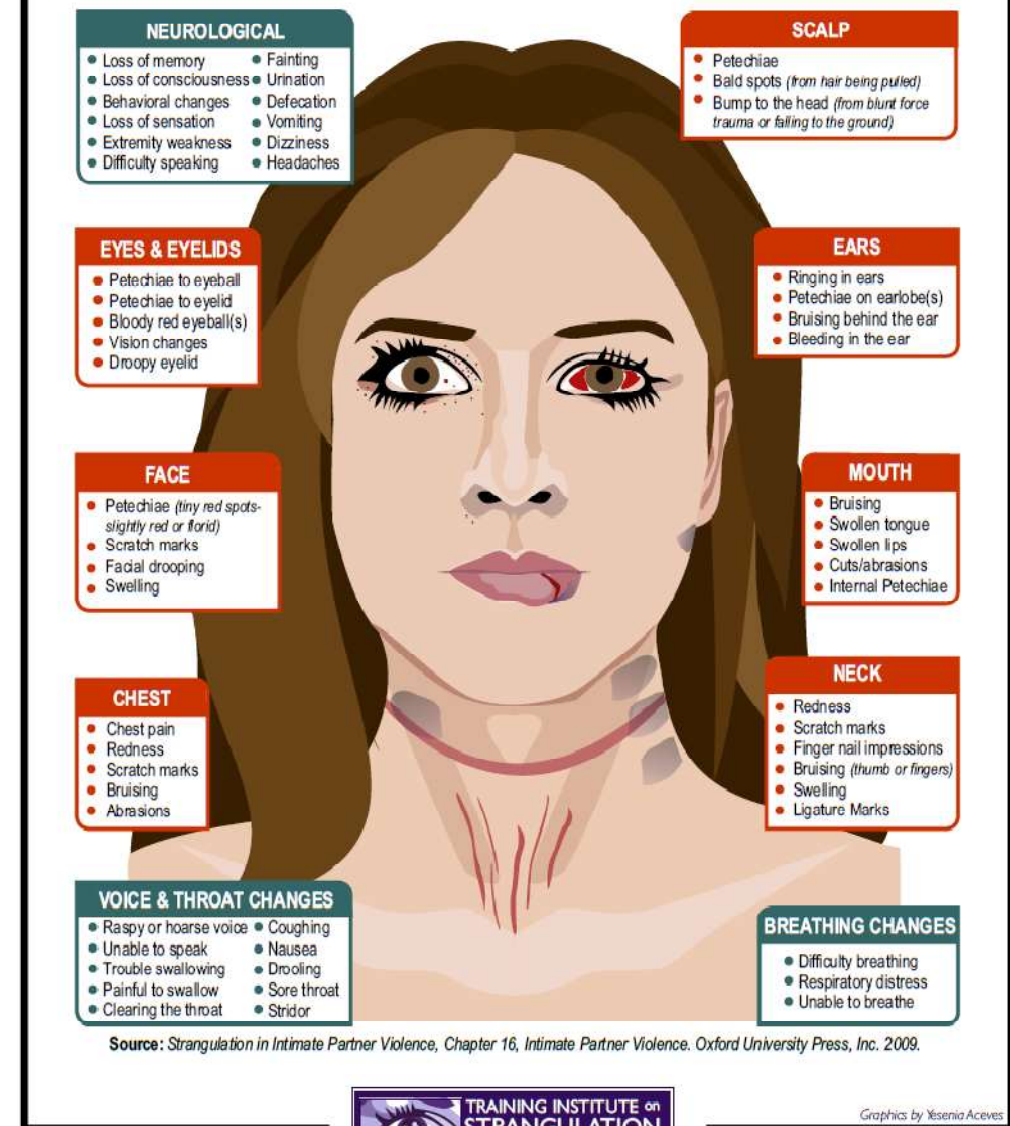 NEUROLOGICAL
Loss of memory
Loss of consciousness
Behavioral changes
Loss of sensation
Extremity weakness
Difficulty speaking
Fainting
Urination
Defecation
Vomiting
Dizziness
Headaches
SCALP
Petechiae
Bald spots (from hair being pulled)
Bump to the head (from blunt force
trauma or falling to the ground)
EYES & EYELIDS
Petechiae to eyeball
Petechiae to eyelid
Bloody red eyeball(s)
Vision changes
Droopy eyelid
EARS
Ringing in ears
Petechiae on earlobe(s)
Bruising behind the ear
Bleeding in the ear
FACE
Petechiae (tiny red spots-
slightly red or florid)
Scratch marks
Facial drooping
Swelling
MOUTH
Bruising
Swollen tongue
Swollen lips
Cuts/abrasions
Internal Petechiae
CHEST
Chest pain
Redness
Scratch marks
Bruising
Abrasions
NECK
Redness
Scratch marks
Finger nail impressions
Bruising (thumb or fingers)
Swelling
Ligature Marks
VOICE & THROAT CHANGES
Raspy or hoarse voice
Unable to speak
Trouble swallowing
Painful to swallow
Clearing the throat
Coughing
Nausea
Drooling
Sore throat
Stridor
BREATHING CHANGES
Difficulty breathing
Respiratory distress
Unable to breathe
Source: Strangulation in Intimate Partner Violence, Chapter 16, Intimate Partner Violence. Oxford University Press, Inc. 2009.
TRAINING INSTITUTE on
STRANGULATION
Graphics by Yesenia Aceves